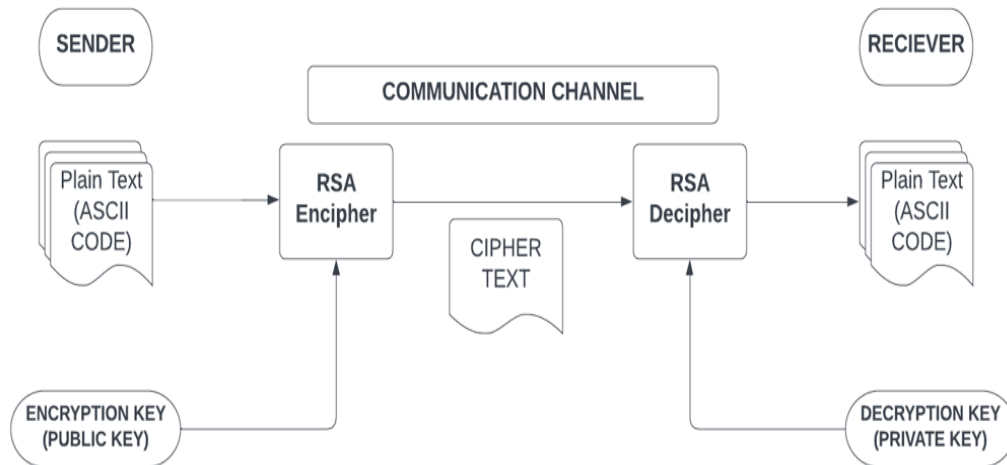 SENDER
RECIEVER
COMMUNICATION CHANNEL
Plain Text
(ASCII
CODE)
RSA
Encipher
CIPHER
TEXT
RSA
Decipher
Plain Text
(ASCII
CODE)
ENCRYPTION KEY
(PUBLIC KEY)
DECRYPTION KEY
(PRIVATE KEY)